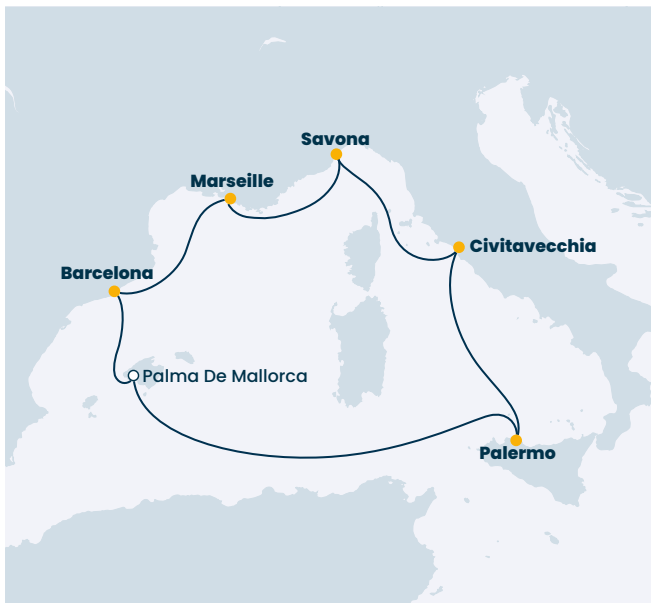 Savona
Marseille
Civitavecchia
Barcelona
Palma De Mallorca
Palermo